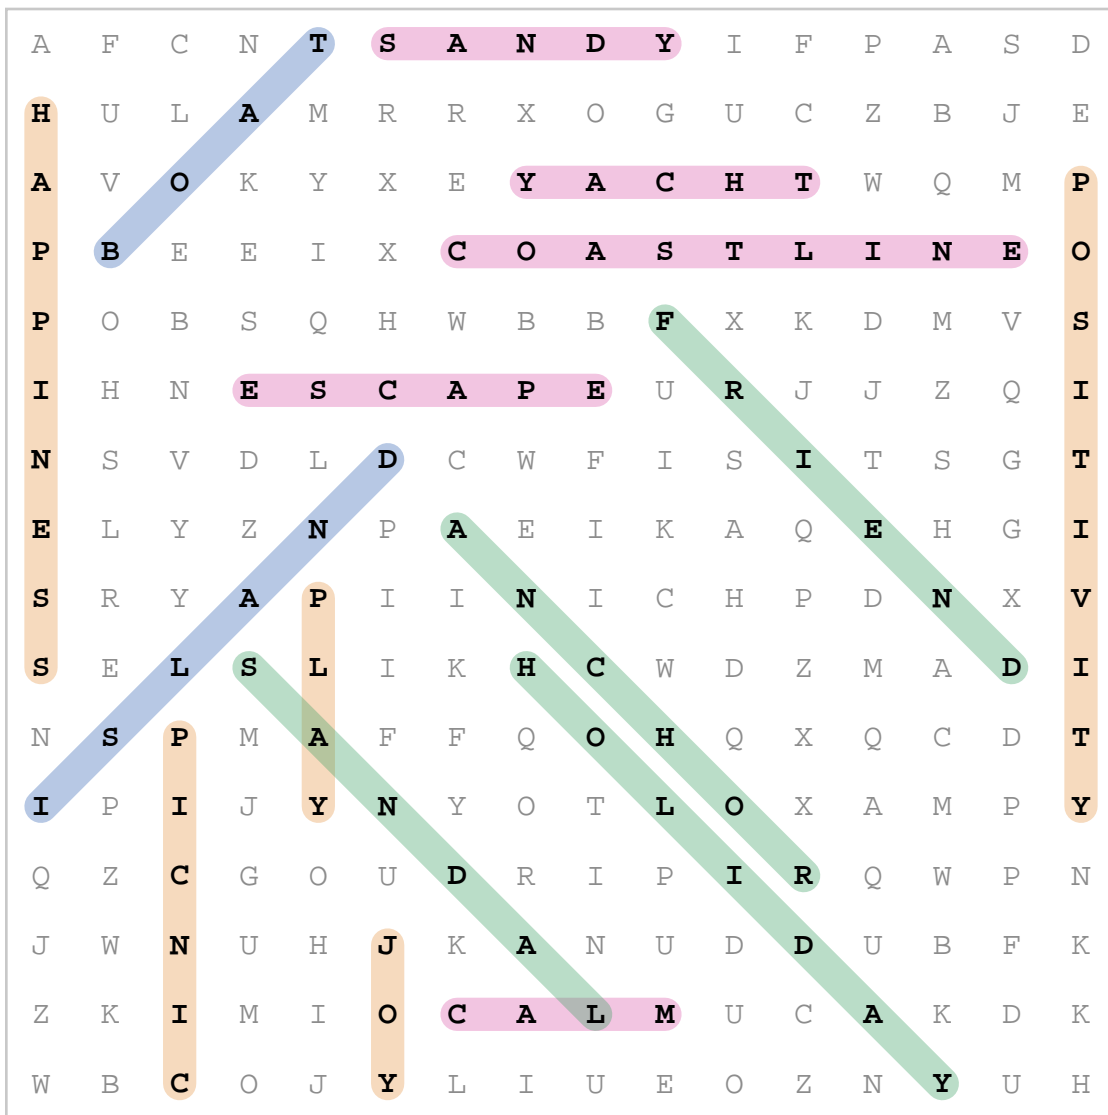 A F C N T S A N D Y I F P A S D
H U L A M R R X O G U C Z B J E
A V O K Y X E Y A C H T W Q M P
P B E E I X C O A S T L I N E O
P O B S Q H W B B F X K D M V S
I H N E S C A P E U R J J Z Q I
N S V D L D C W F I S I T S G T
E L Y Z N P A E I K A Q E H G I
S R Y A P I I N I C H P D N X V
S E L S L I K H C W D Z M A D I
N S P M A F F Q O H Q X Q C D T
I P I J Y N Y O T L O X A M P Y
Q Z C G O U D R I P I R Q W P N
J W N U H J K A N U D D U B F K
Z K I M I O C A L M U C A K D K
W B C O J Y L I U E O Z N Y U H